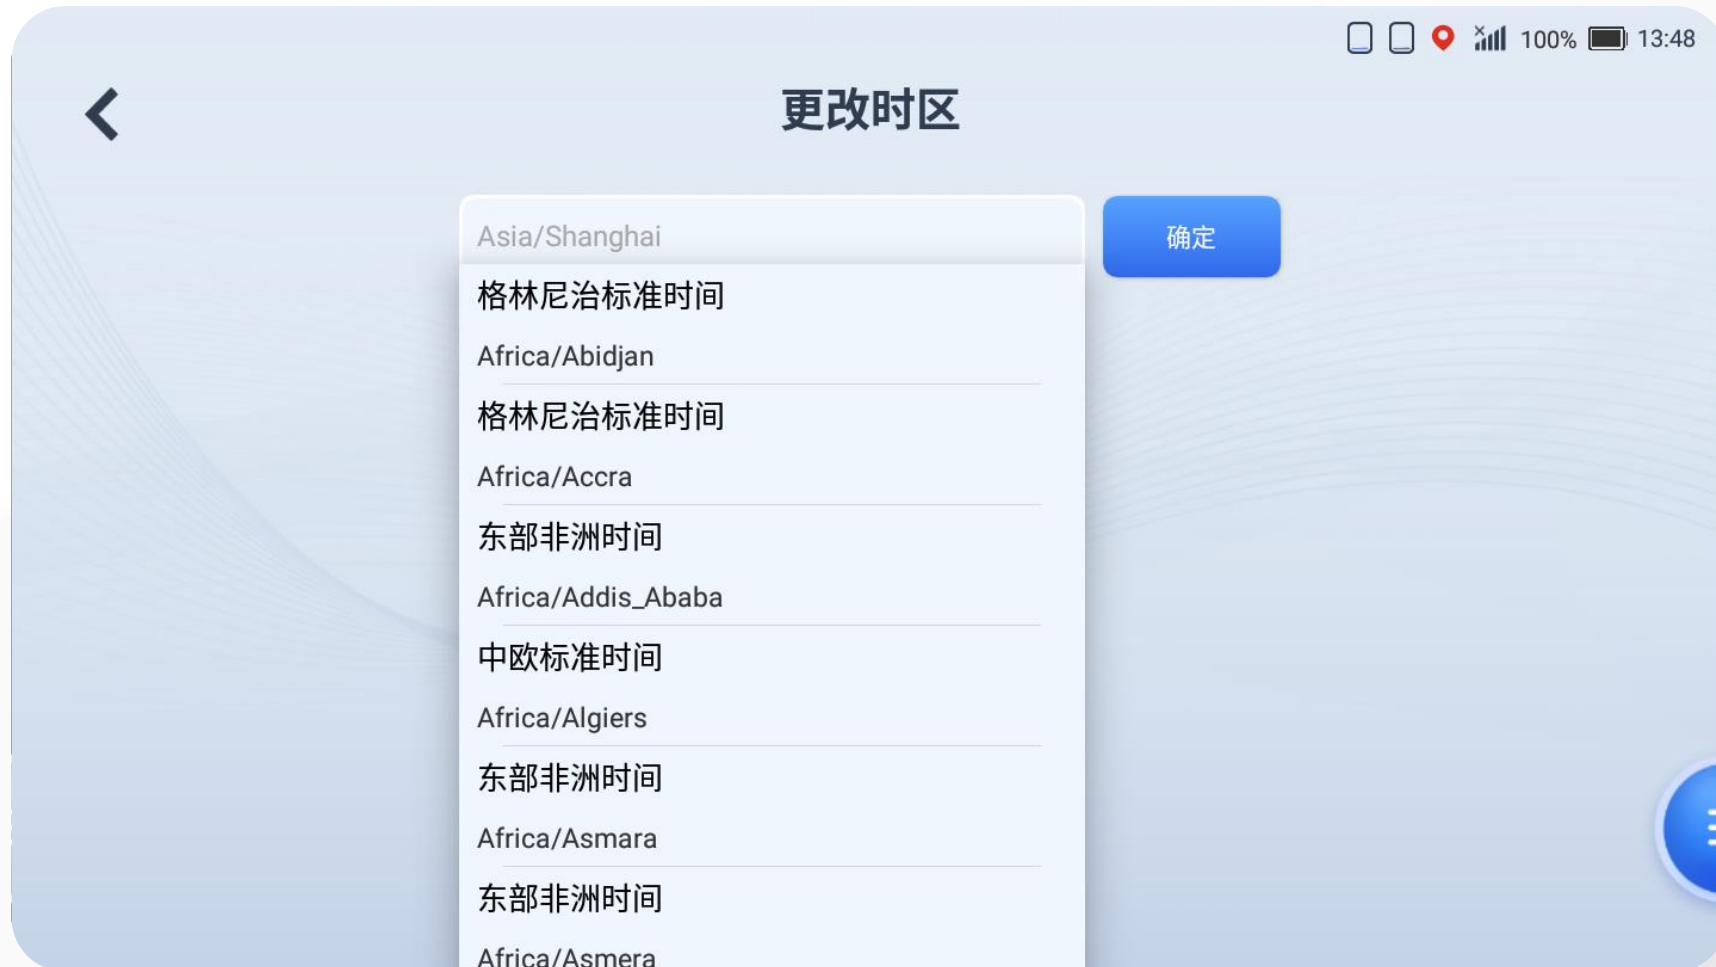 100% 13:48
更改时区
Asia/Shanghai
确定
格林尼治标准时间
Africa/Abidjan
格林尼治标准时间
Africa/Accra
东部非洲时间
Africa/Addis_Ababa
中欧标准时间
Africa/Algiers
东部非洲时间
Africa/Asmara
东部非洲时间
Africa/Asmera